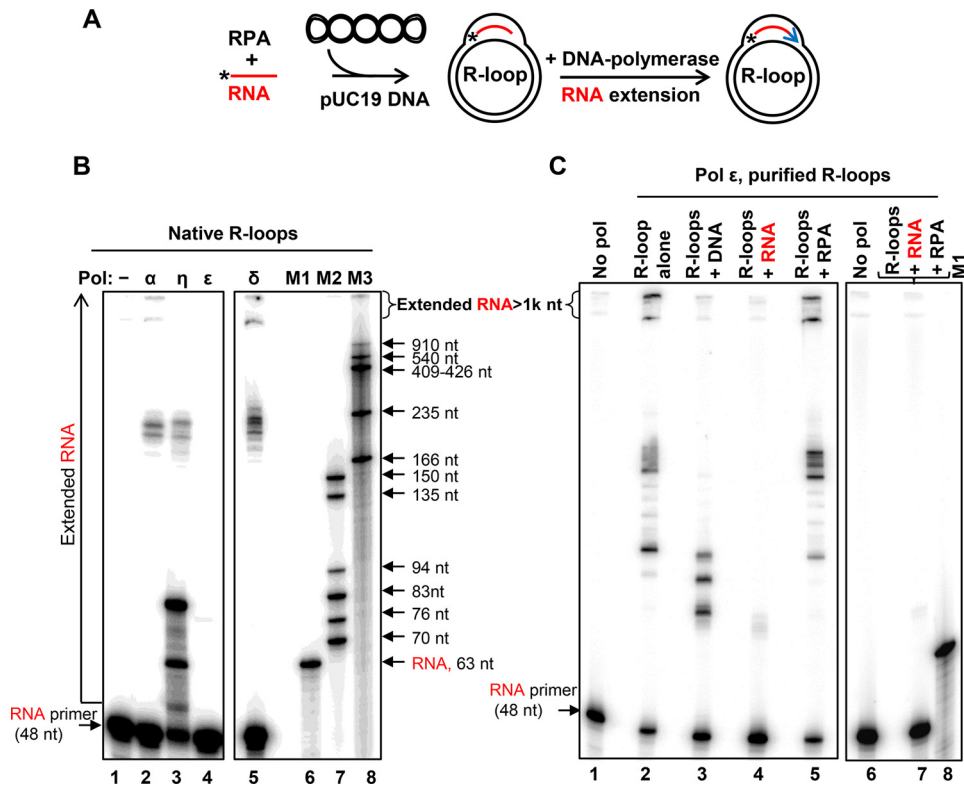 A
RPA
+
*
RNA
pUC19 DNA
*
R-loop
+ DNA-polymerase
RNA extension
*
R-loop
B
Native R-loops
Pol: – α η ε δ M1 M2 M3
Extended RNA
RNA primer
(48 nt)
1 2 3 4 5 6 7 8
Extended RNA>1k nt
910 nt
540 nt
409-426 nt
235 nt
166 nt
150 nt
135 nt
94 nt
83nt
76 nt
70 nt
RNA, 63 nt
C
Pol ε, purified R-loops
No pol
R-loop
alone
R-loops
+ DNA
R-loops
+ RNA
R-loops
+ RPA
No pol
R-loops
+ RNA
+ RPA
M1
RNA primer
(48 nt)
1 2 3 4 5 6 7 8